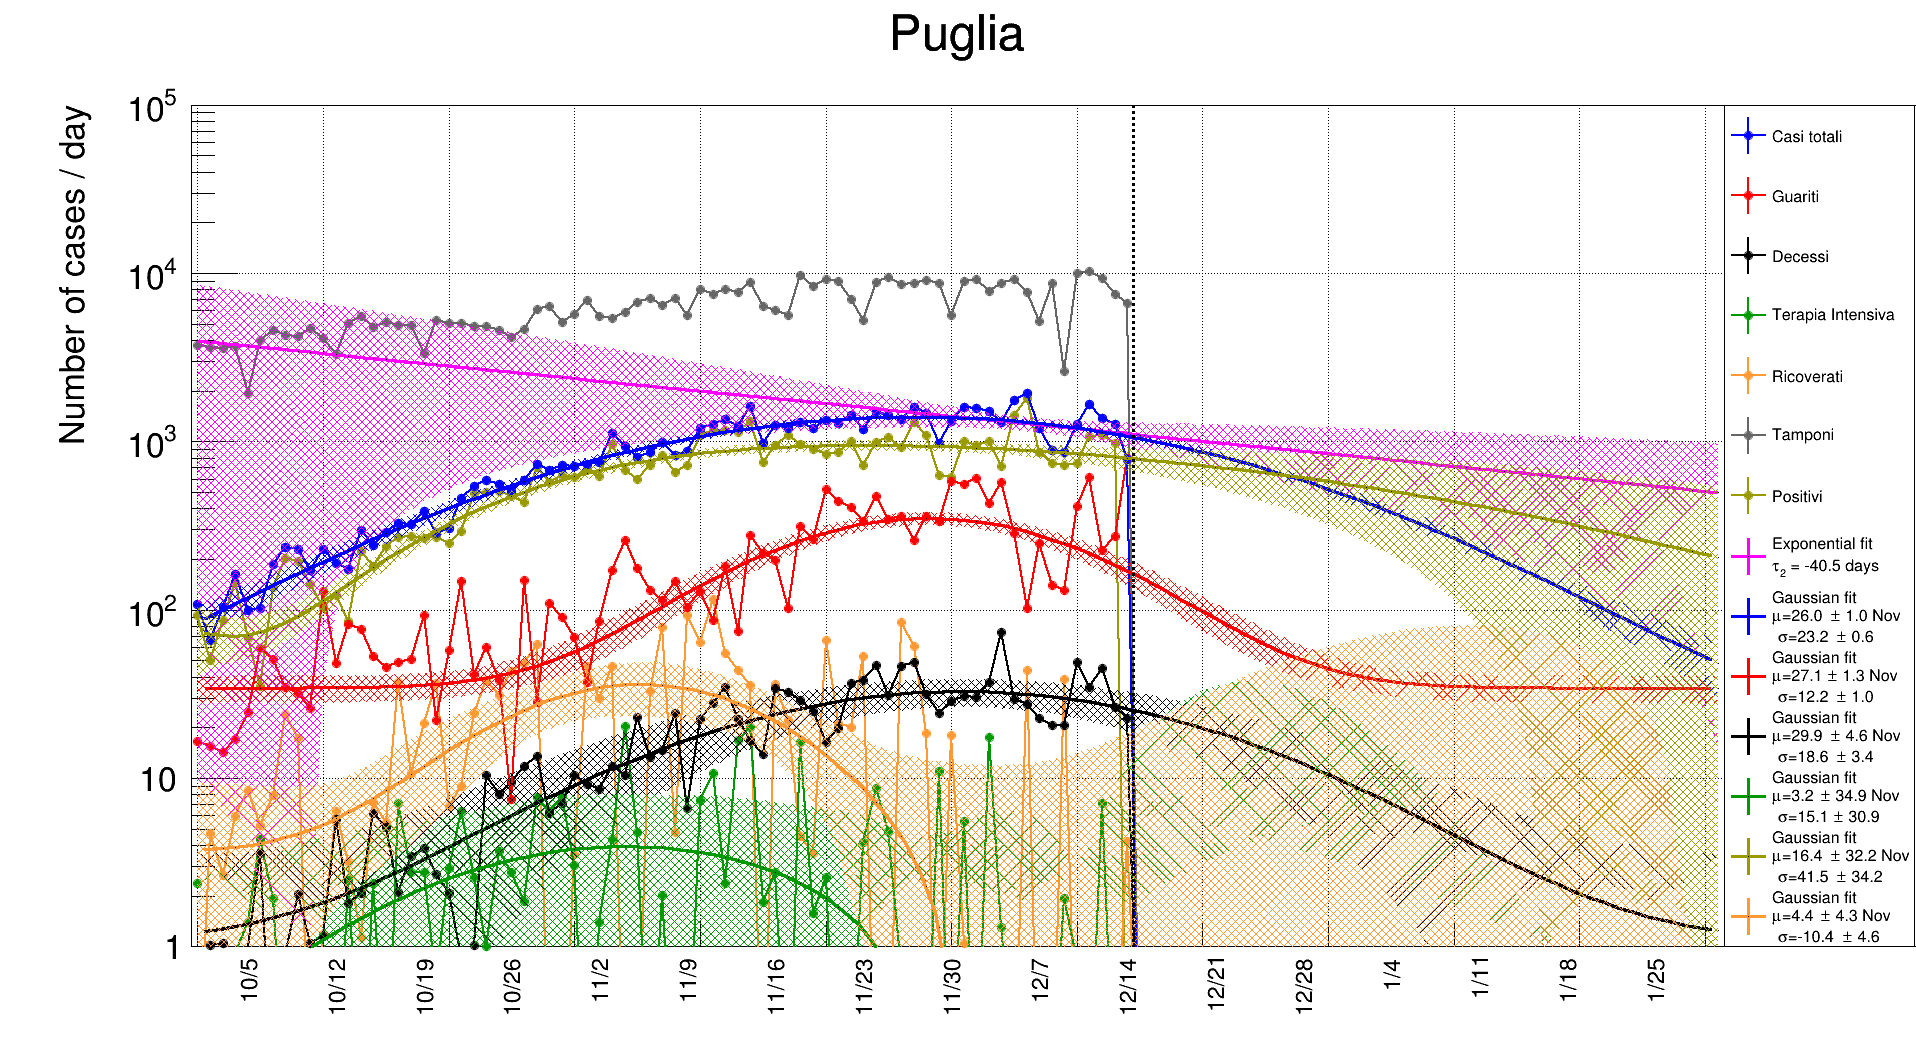 Puglia
Number of cases / day
10^5
10^4
10^3
10^2
10
1
10/5
10/12
10/19
10/26
11/2
11/9
11/16
11/23
11/30
12/7
12/14
12/21
12/28
1/4
1/11
1/18
1/25
Casi totali
Guariti
Decessi
Terapia Intensiva
Ricoverati
Tamponi
Positivi
Exponential fit
τ_2 = -40.5 days
Gaussian fit
μ=26.0 ± 1.0 Nov
σ=23.2 ± 0.6
Gaussian fit
μ=27.1 ± 1.3 Nov
σ=12.2 ± 1.0
Gaussian fit
μ=29.9 ± 4.6 Nov
σ=18.6 ± 3.4
Gaussian fit
μ=3.2 ± 34.9 Nov
σ=15.1 ± 30.9
Gaussian fit
μ=16.4 ± 32.2 Nov
σ=41.5 ± 34.2
Gaussian fit
μ=4.4 ± 4.3 Nov
σ=-10.4 ± 4.6